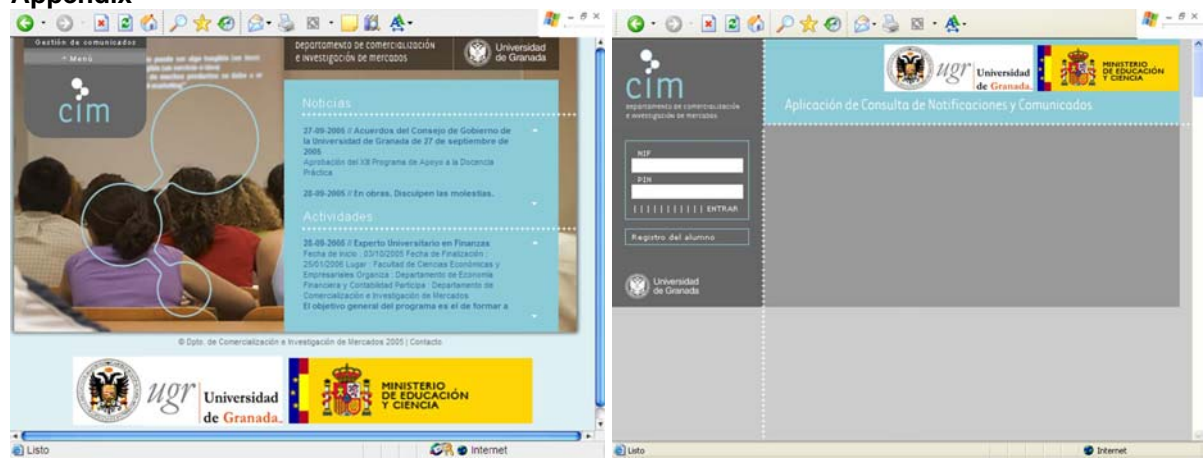 Appendix
Gestión de comunicados
^ Menú
cim
departamento de comercialización
e investigación de mercados
Universidad
de Granada
Noticias
27-09-2005 // Acuerdos del Consejo de Gobierno de
la Universidad de Granada de 27 de septiembre de
2005
Aprobación del XII Programa de Apoyo a la Docencia
Práctica
28-09-2005 // En obras, Disculpen las molestias.
Actividades
28-09-2005 // Experto Universitario en Finanzas
Fecha de Inicio : 03/10/2005 Fecha de Finalización :
25/01/2006 Lugar : Facultad de Ciencias Económicas y
Empresariales Organiza : Departamento de Economía
Financiera y Contabilidad Participa : Departamento de
Comercialización e Investigación de Mercados
El objetivo general del programa es el de formar a
© Dpto. de Comercialización e Investigación de Mercados 2005 | Contacto
ugr
Universidad
de Granada
MINISTERIO
DE EDUCACIÓN
Y CIENCIA
Listo
Internet
cim
departamento de comercialización
e investigación de mercados
ugr
Universidad
de Granada
MINISTERIO
DE EDUCACIÓN
Y CIENCIA
Aplicación de Consulta de Notificaciones y Comunicados
NIF
PIN
ENTRAR
Registro del alumno
Universidad
de Granada
Listo
Internet